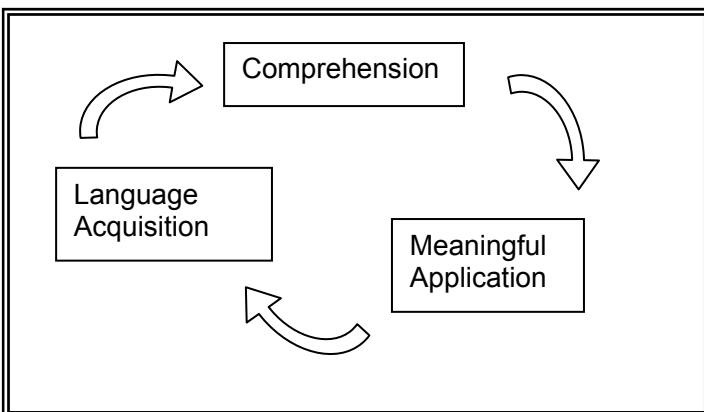 Comprehension
Language
Acquisition
Meaningful
Application